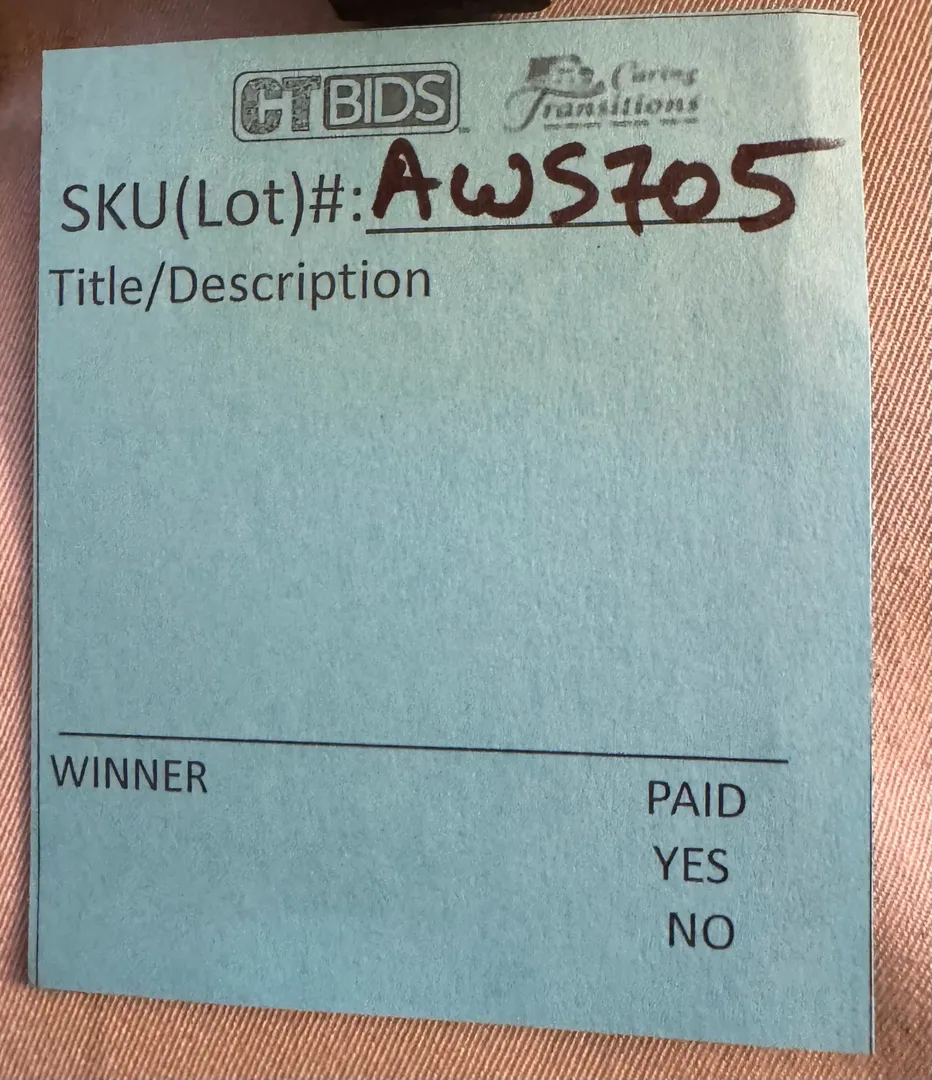 CTBIDS Caring
Transitions
SKU(Lot)#: AWS705
Title/Description
WINNER
PAID
YES
NO